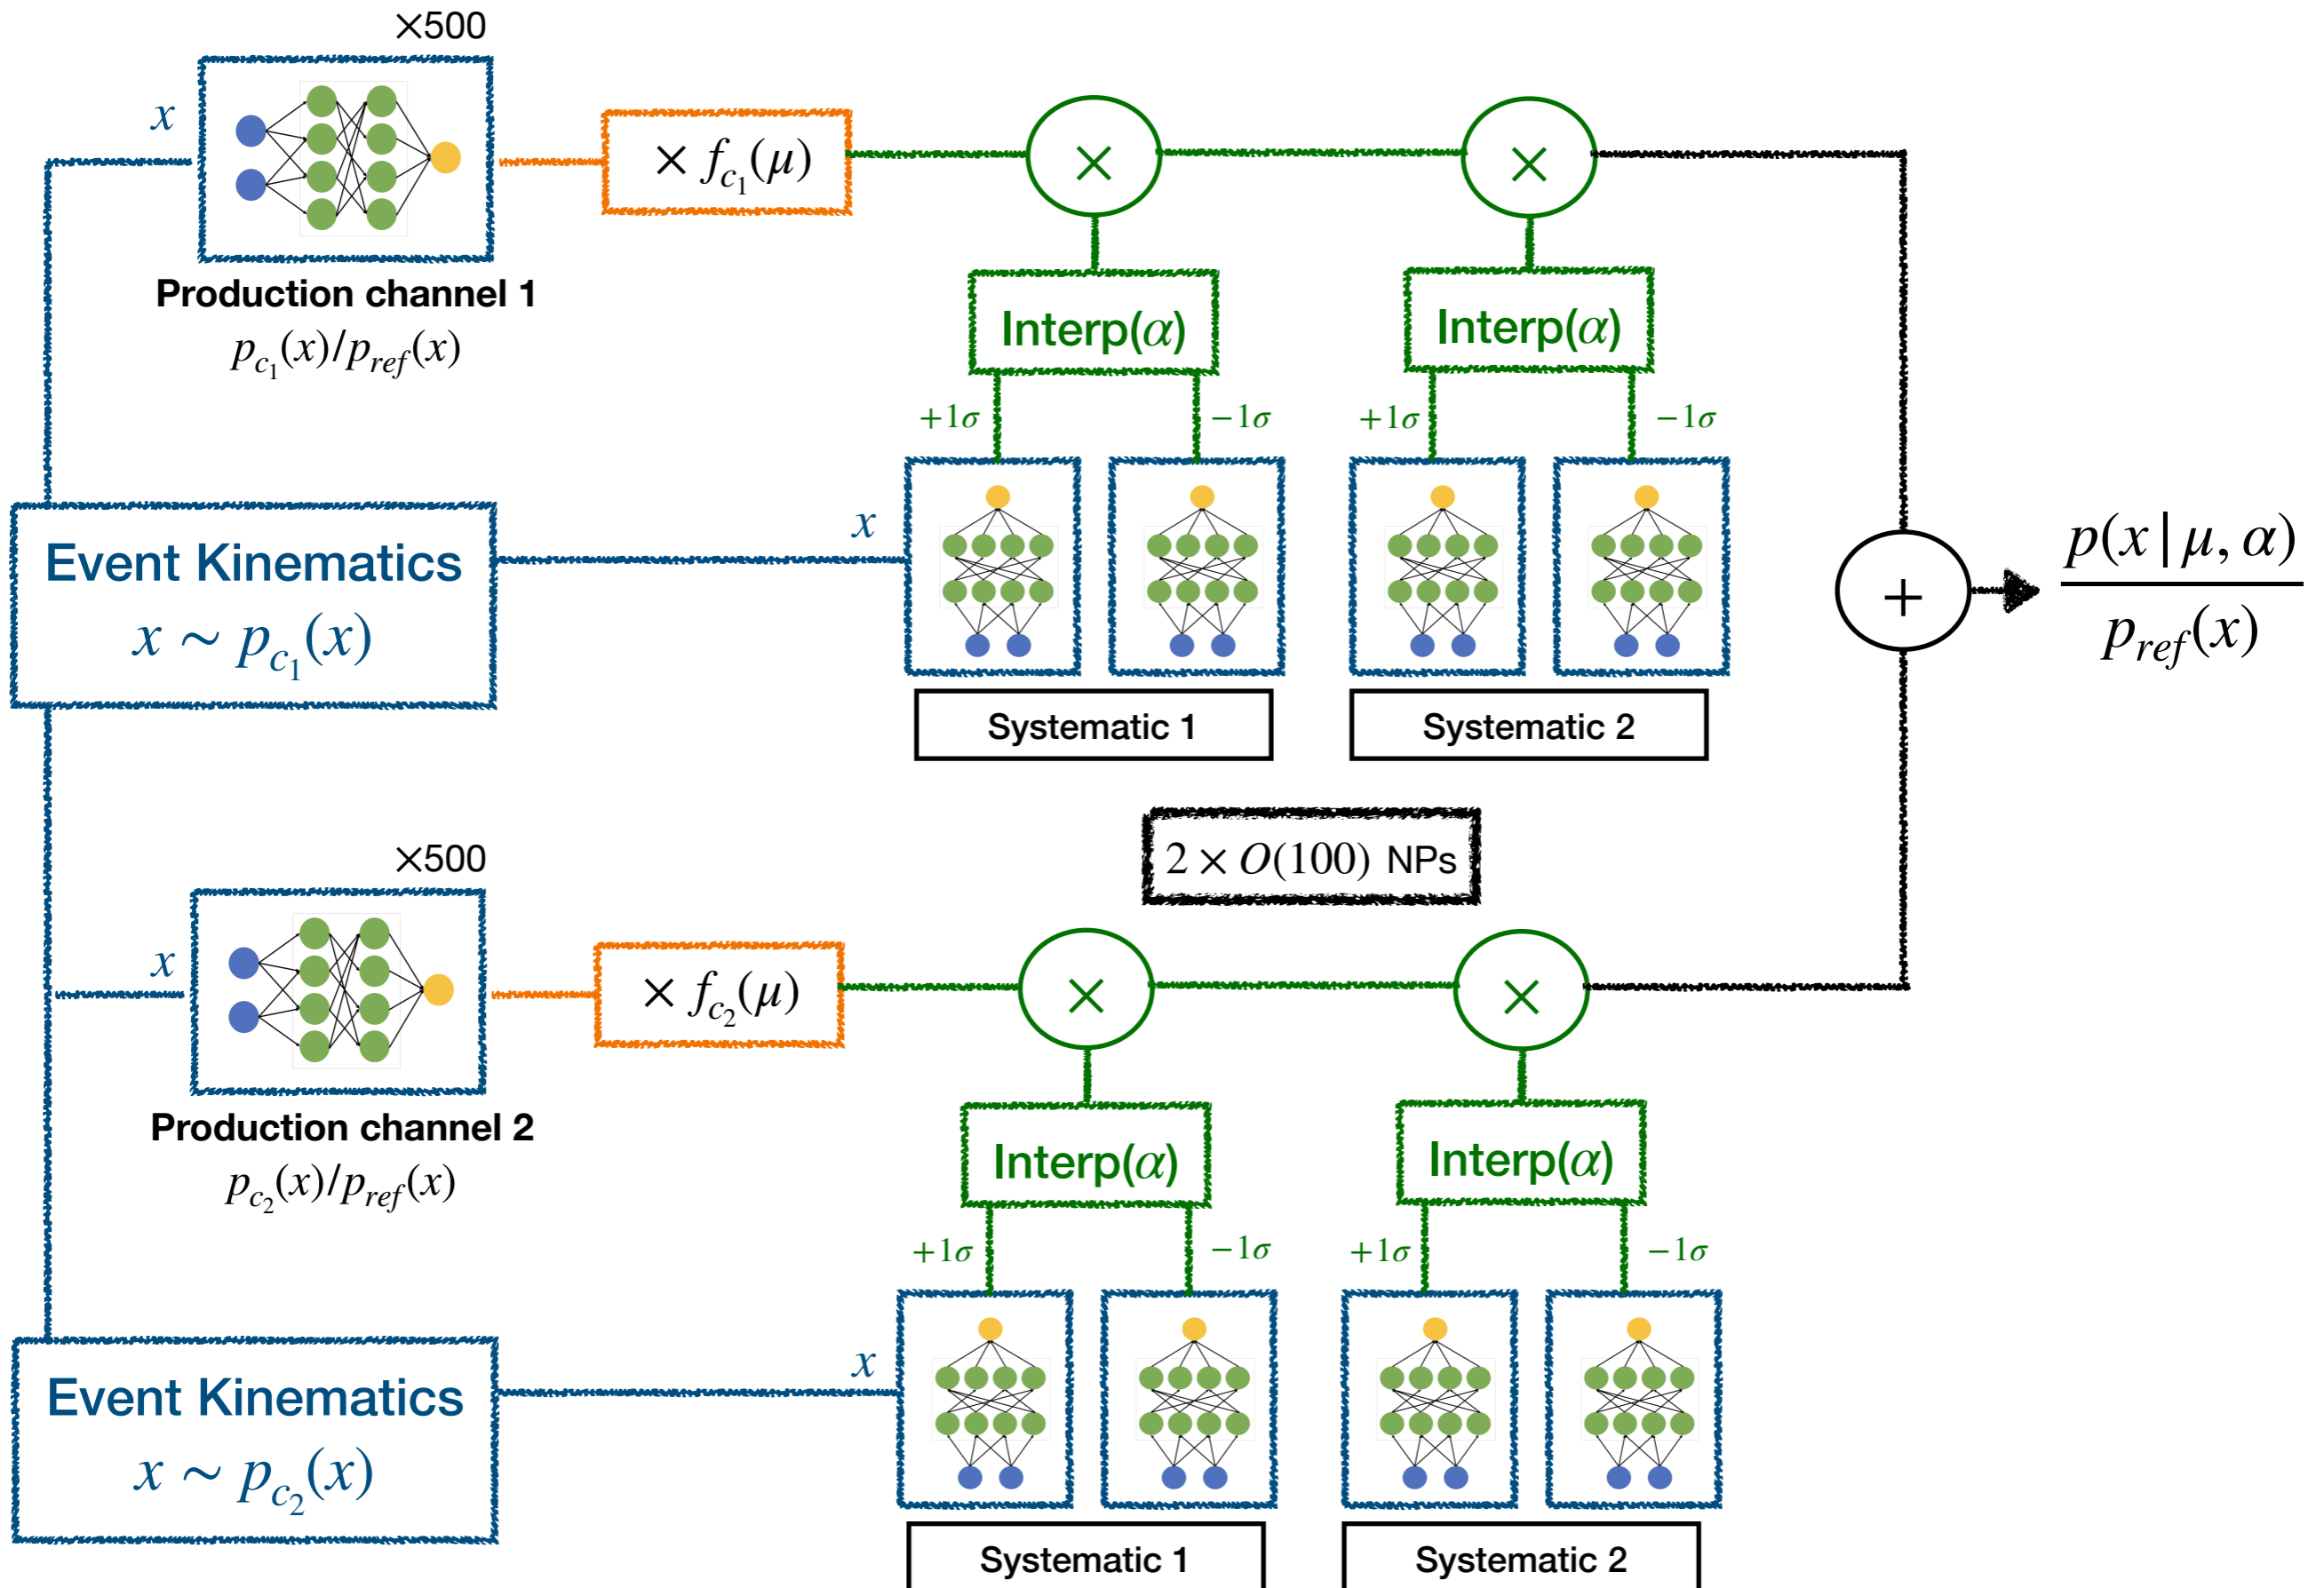 ×500
x
× f_{c_1}(μ)
×
×
Production channel 1
p_{c_1}(x)/p_{ref}(x)
Interp(α)
Interp(α)
+1σ
−1σ
+1σ
−1σ
Event Kinematics
x ∼ p_{c_1}(x)
x
Systematic 1
Systematic 2
+
p(x | μ, α)
p_{ref}(x)
2 × O(100) NPs
×500
x
× f_{c_2}(μ)
×
×
Production channel 2
p_{c_2}(x)/p_{ref}(x)
Interp(α)
Interp(α)
+1σ
−1σ
+1σ
−1σ
Event Kinematics
x ∼ p_{c_2}(x)
x
Systematic 1
Systematic 2